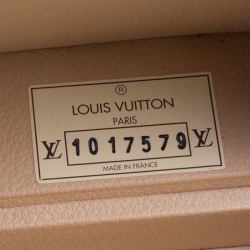 ®
LOUIS VUITTON
PARIS
LV 1017579 LV
MADE IN FRANCE